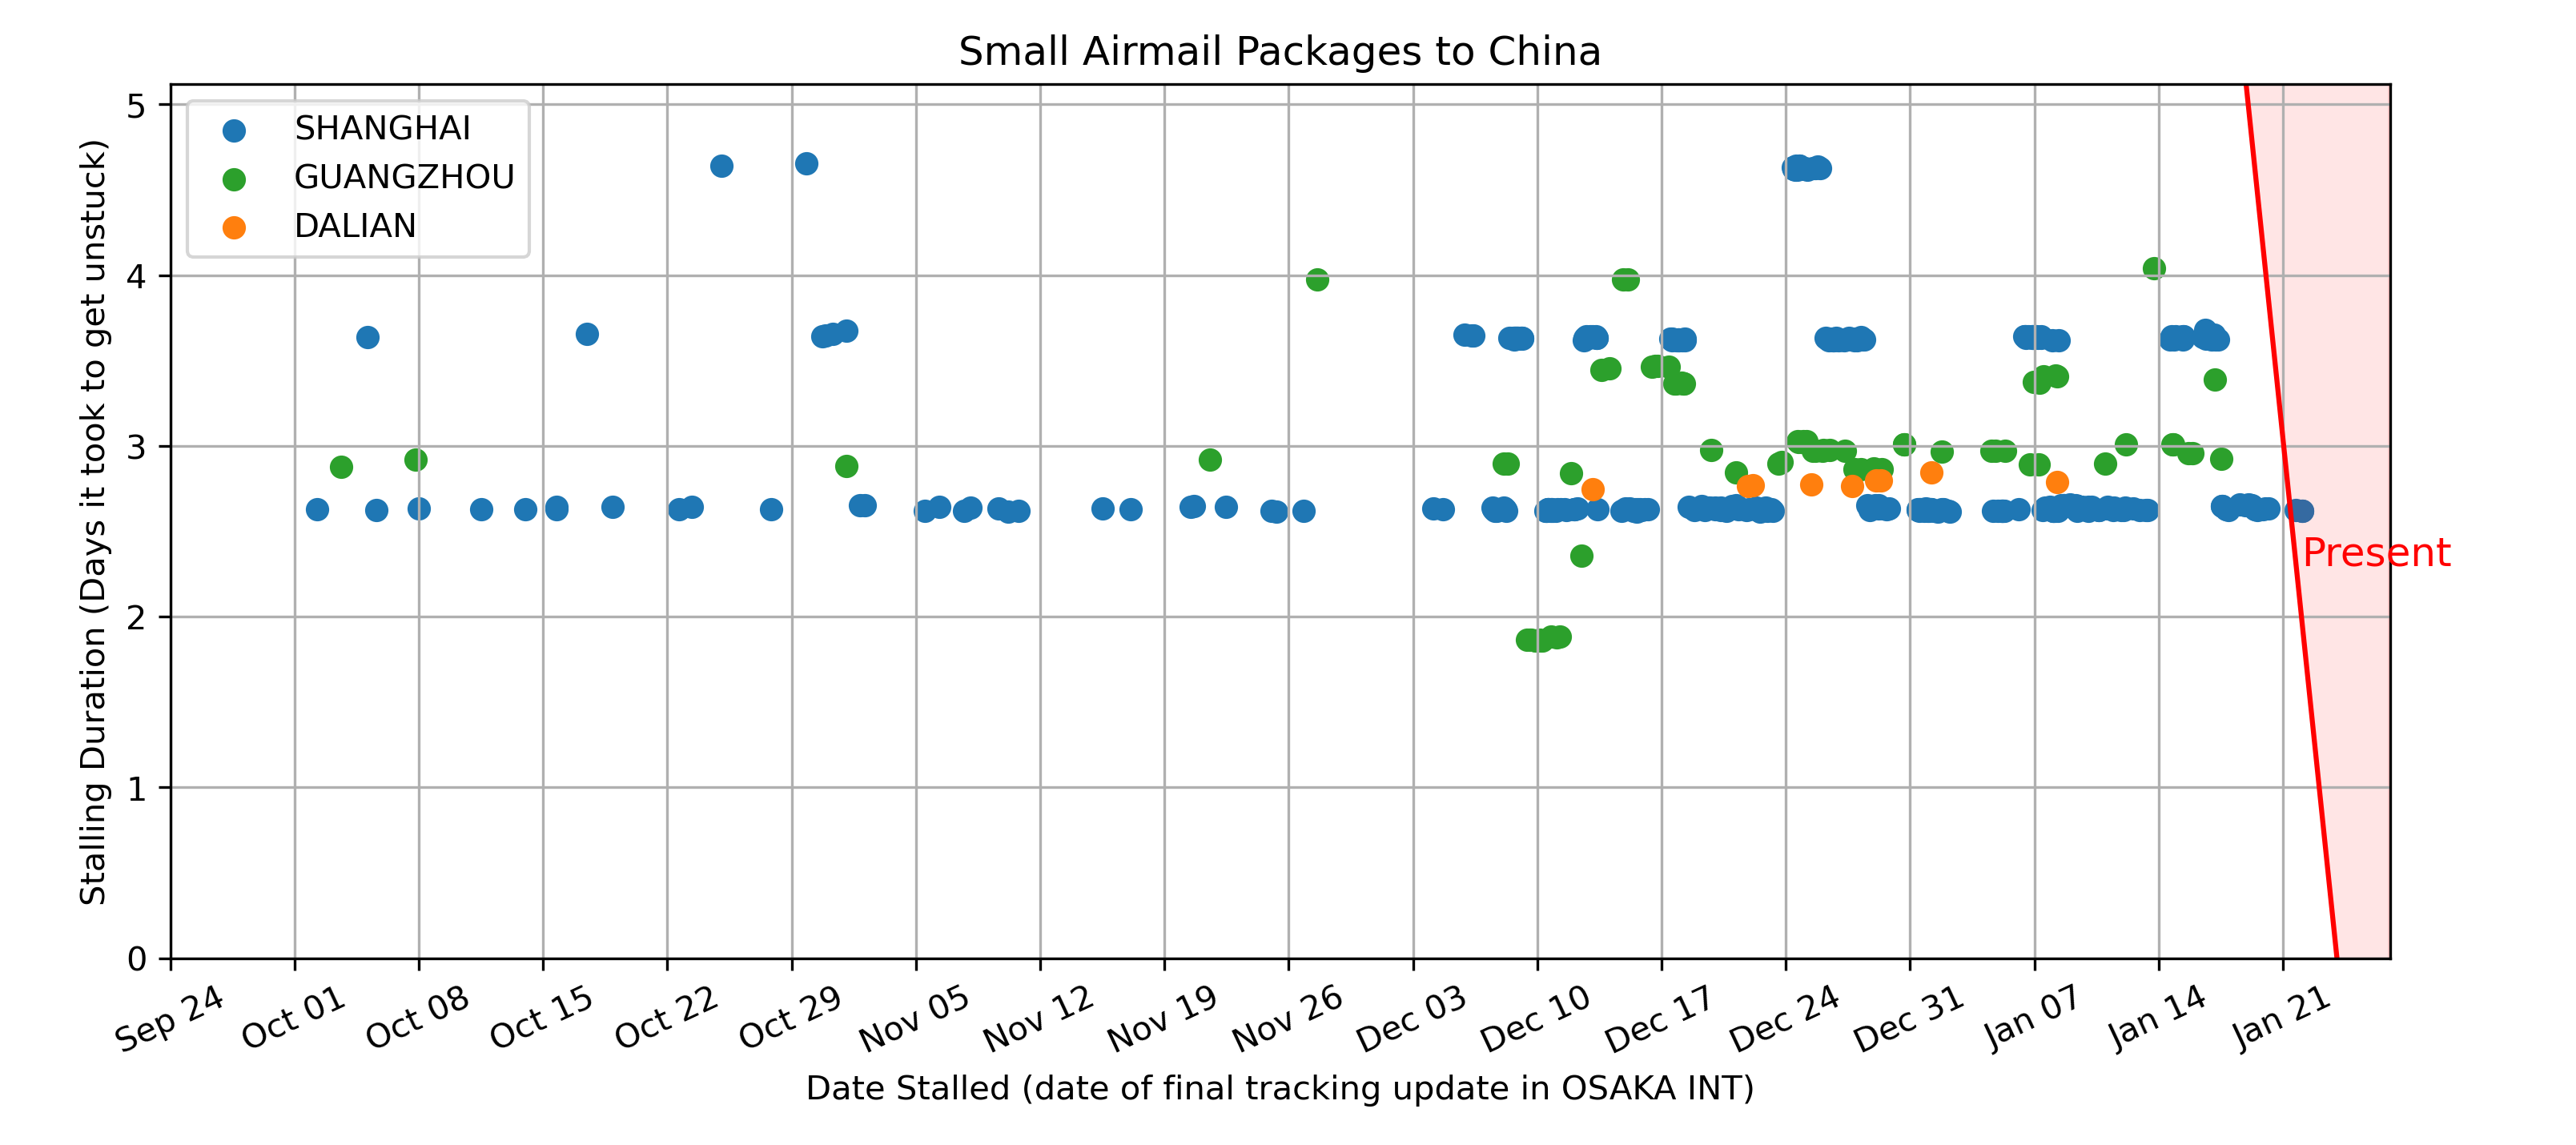 Small Airmail Packages to China
SHANGHAI
GUANGZHOU
DALIAN
Stalling Duration (Days it took to get unstuck)
5
4
3
2
1
0
Present
Sep 24
Oct 01
Oct 08
Oct 15
Oct 22
Oct 29
Nov 05
Nov 12
Nov 19
Nov 26
Dec 03
Dec 10
Dec 17
Dec 24
Dec 31
Jan 07
Jan 14
Jan 21
Date Stalled (date of final tracking update in OSAKA INT)